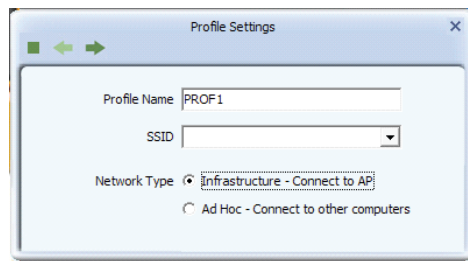 Profile Settings
Profile Name PROF1
SSID
Network Type Infrastructure - Connect to AP
Ad Hoc - Connect to other computers